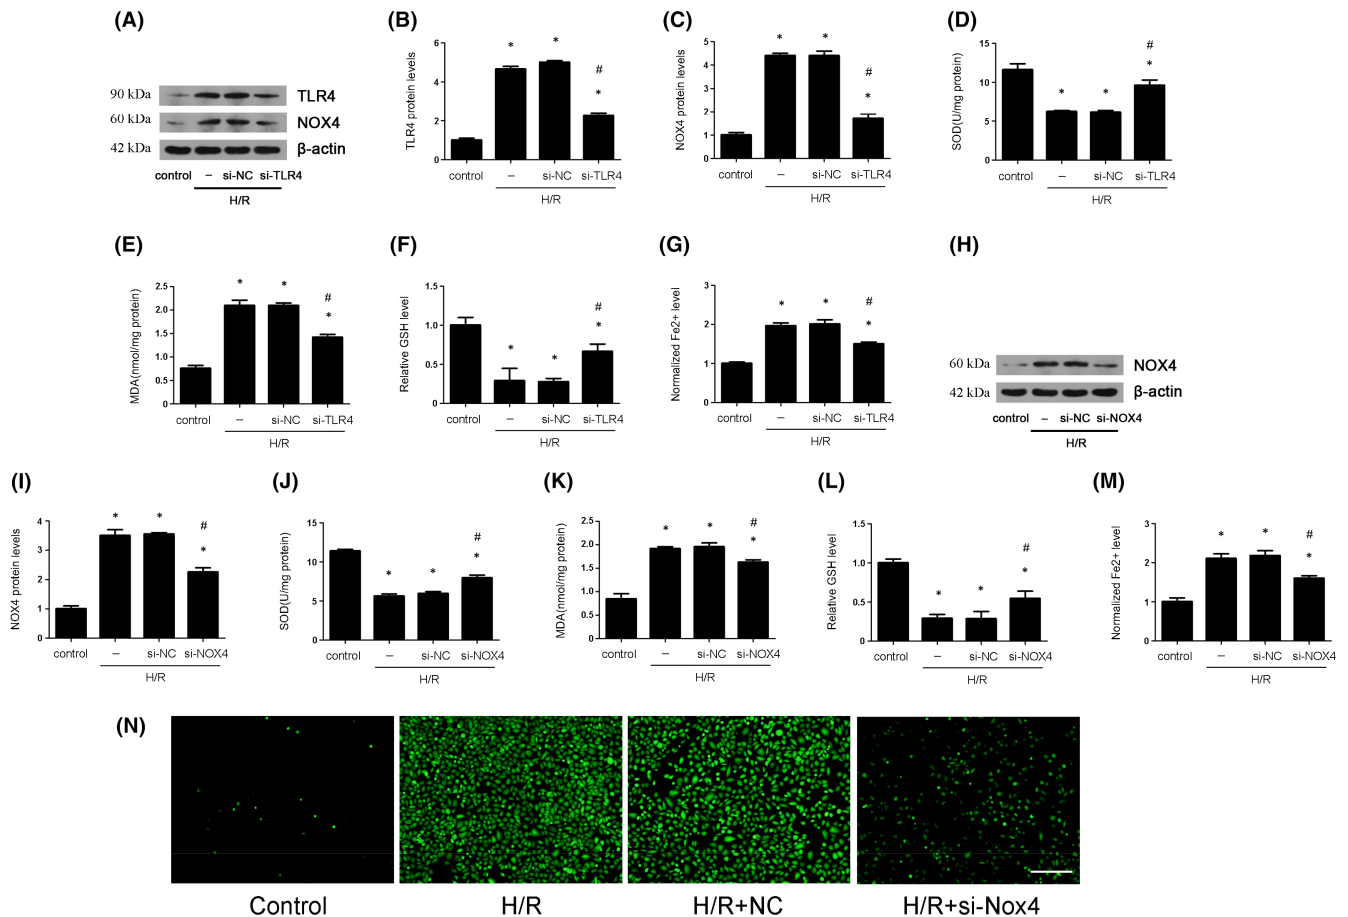 (A)
90 kDa TLR4
60 kDa NOX4
42 kDa β-actin
control – si-NC si-TLR4
H/R
(B)
TLR4 protein levels
6
4
2
0
* * # *
control – si-NC si-TLR4
H/R
(C)
NOX4 protein levels
5
4
3
2
1
0
* * # *
control – si-NC si-TLR4
H/R
(D)
SOD(U/mg protein)
15
10
5
0
* * # *
control – si-NC si-TLR4
H/R
(E)
MDA(nmol/mg protein)
2.5
2.0
1.5
1.0
0.5
0.0
* * # *
control – si-NC si-TLR4
H/R
(F)
Relative GSH level
1.5
1.0
0.5
0.0
* * # *
control – si-NC si-TLR4
H/R
(G)
Normalized Fe2+ level
3
2
1
0
* * # *
control – si-NC si-TLR4
H/R
(H)
60 kDa NOX4
42 kDa β-actin
control – si-NC si-NOX4
H/R
(I)
NOX4 protein levels
4
3
2
1
0
* * # *
control – si-NC si-NOX4
H/R
(J)
SOD(U/mg protein)
15
10
5
0
* * # *
control – si-NC si-NOX4
H/R
(K)
MDA(nmol/mg protein)
2.5
2.0
1.5
1.0
0.5
0.0
* * # *
control – si-NC si-NOX4
H/R
(L)
Relative GSH level
1.5
1.0
0.5
0.0
* * # *
control – si-NC si-NOX4
H/R
(M)
Normalized Fe2+ level
3
2
1
0
* * # *
control – si-NC si-NOX4
H/R
(N)
Control H/R H/R+NC H/R+si-Nox4